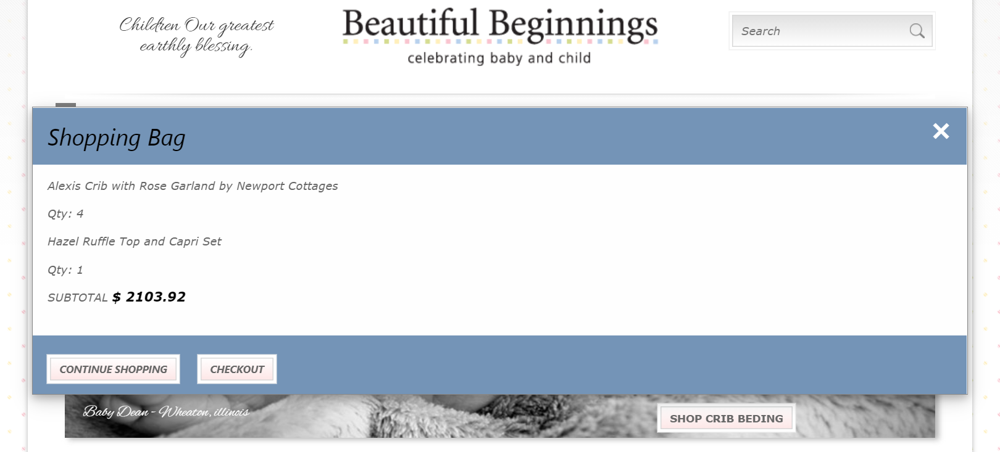 Children Our greatest
earthly blessing.
Beautiful Beginnings
celebrating baby and child
Search
Shopping Bag
Alexis Crib with Rose Garland by Newport Cottages
Qty: 4
Hazel Ruffle Top and Capri Set
Qty: 1
SUBTOTAL $ 2103.92
CONTINUE SHOPPING
CHECKOUT
Baby Dean - Wheaton, illinois
SHOP CRIB BEDING